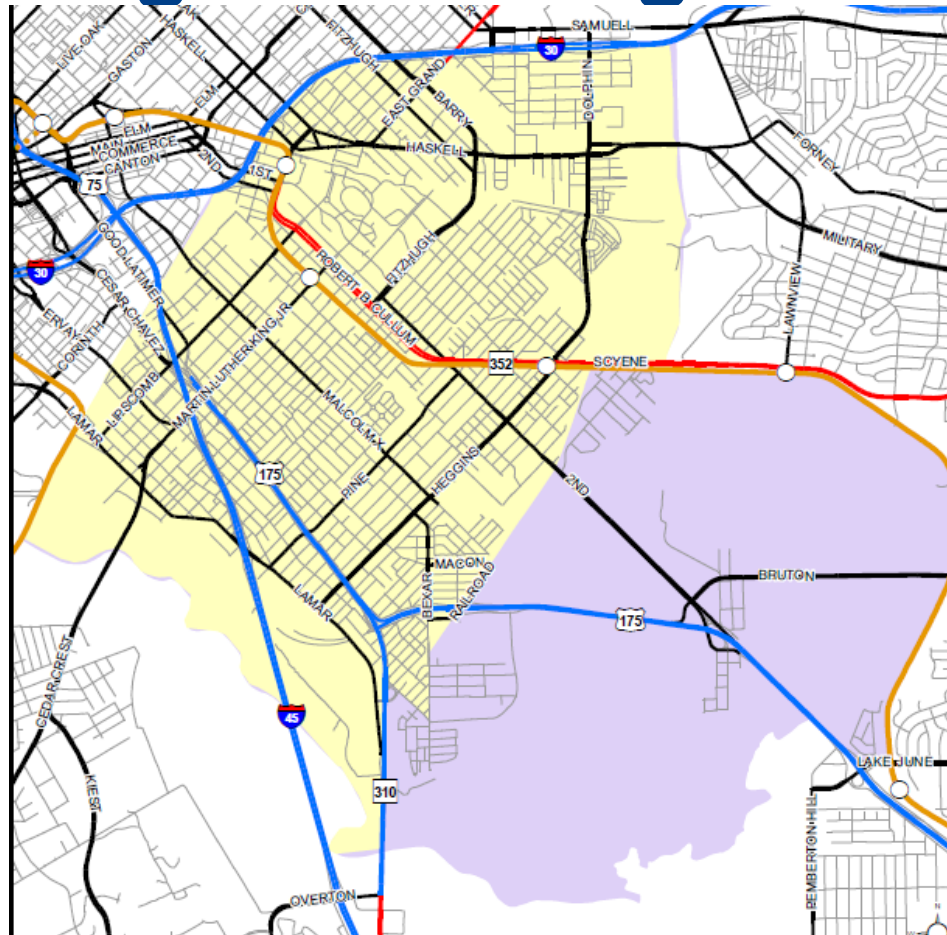 SAMUELL
30
LIVE OAK
GASTON
HASKELL
FITZHUGH
ELM
EAST GRAND
BARRY
DOLPHIN
ELM
MAIN
COMMERCE
CANTON
2ND
1ST
HASKELL
FORNEY
75
MILITARY
30
GOOD LATIMER
CESAR CHAVEZ
ERVAY
CORINTH
ROBERT B CULLUM
FITZHUGH
LAWNVIEW
MARTIN LUTHER KING JR
352
SCYENE
LIPSCOMB
LAMAR
MALCOLM X
175
PINE
HEGGINS
2ND
MACON
BEXAR
RAILROAD
BRUTON
LAMAR
175
CEDAR CREST
45
KIEST
310
LAKE JUNE
PEMBERTON HILL
OVERTON
N